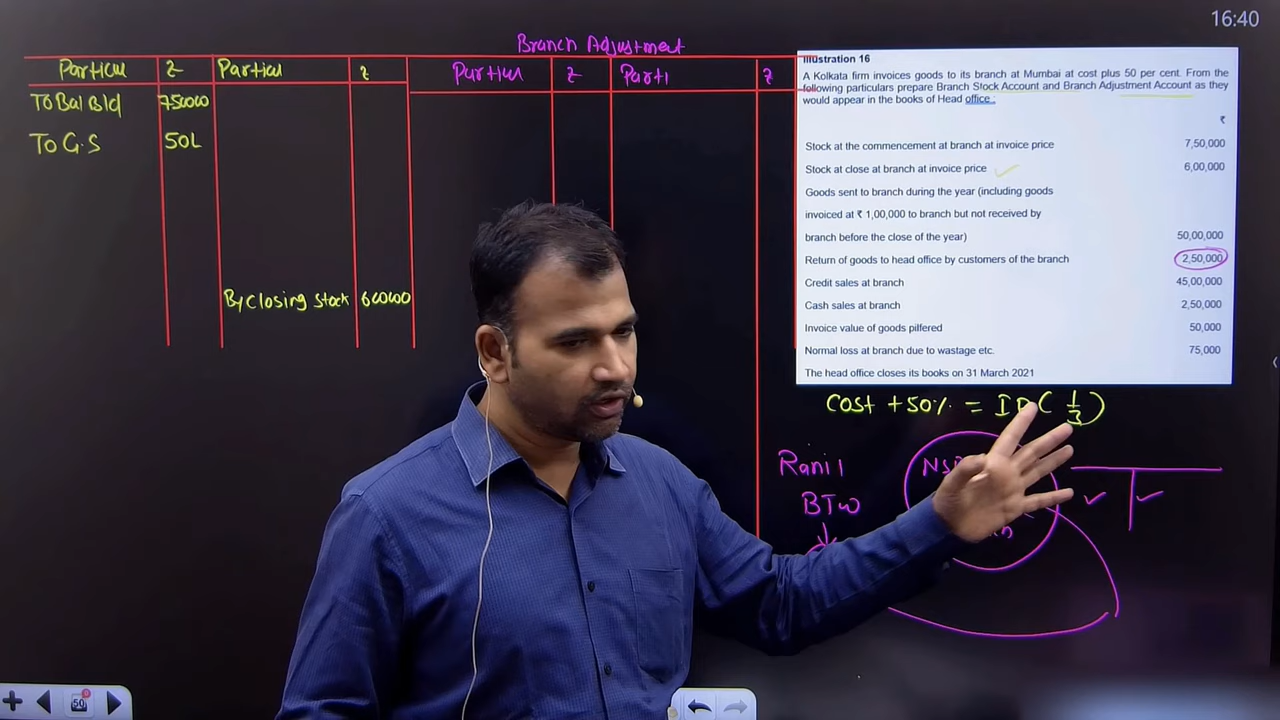 16:40
Branch Adjustment
Particu ₹ Particu ₹ Particu ₹ Parti ₹
To Bal B/d 750000
To G.S 50L
By Closing Stock 600000
Illustration 16
A Kolkata firm invoices goods to its branch at Mumbai at cost plus 50 per cent. From the
following particulars prepare Branch Stock Account and Branch Adjustment Account as they
would appear in the books of Head office :
₹
Stock at the commencement at branch at invoice price 7,50,000
Stock at close at branch at invoice price 6,00,000
Goods sent to branch during the year (including goods
invoiced at ₹ 1,00,000 to branch but not received by
branch before the close of the year) 50,00,000
Return of goods to head office by customers of the branch 2,50,000
Credit sales at branch 45,00,000
Cash sales at branch 2,50,000
Invoice value of goods pilfered 50,000
Normal loss at branch due to wastage etc. 75,000
The head office closes its books on 31 March 2021
Cost + 50% = IP ( 1/3 )
50